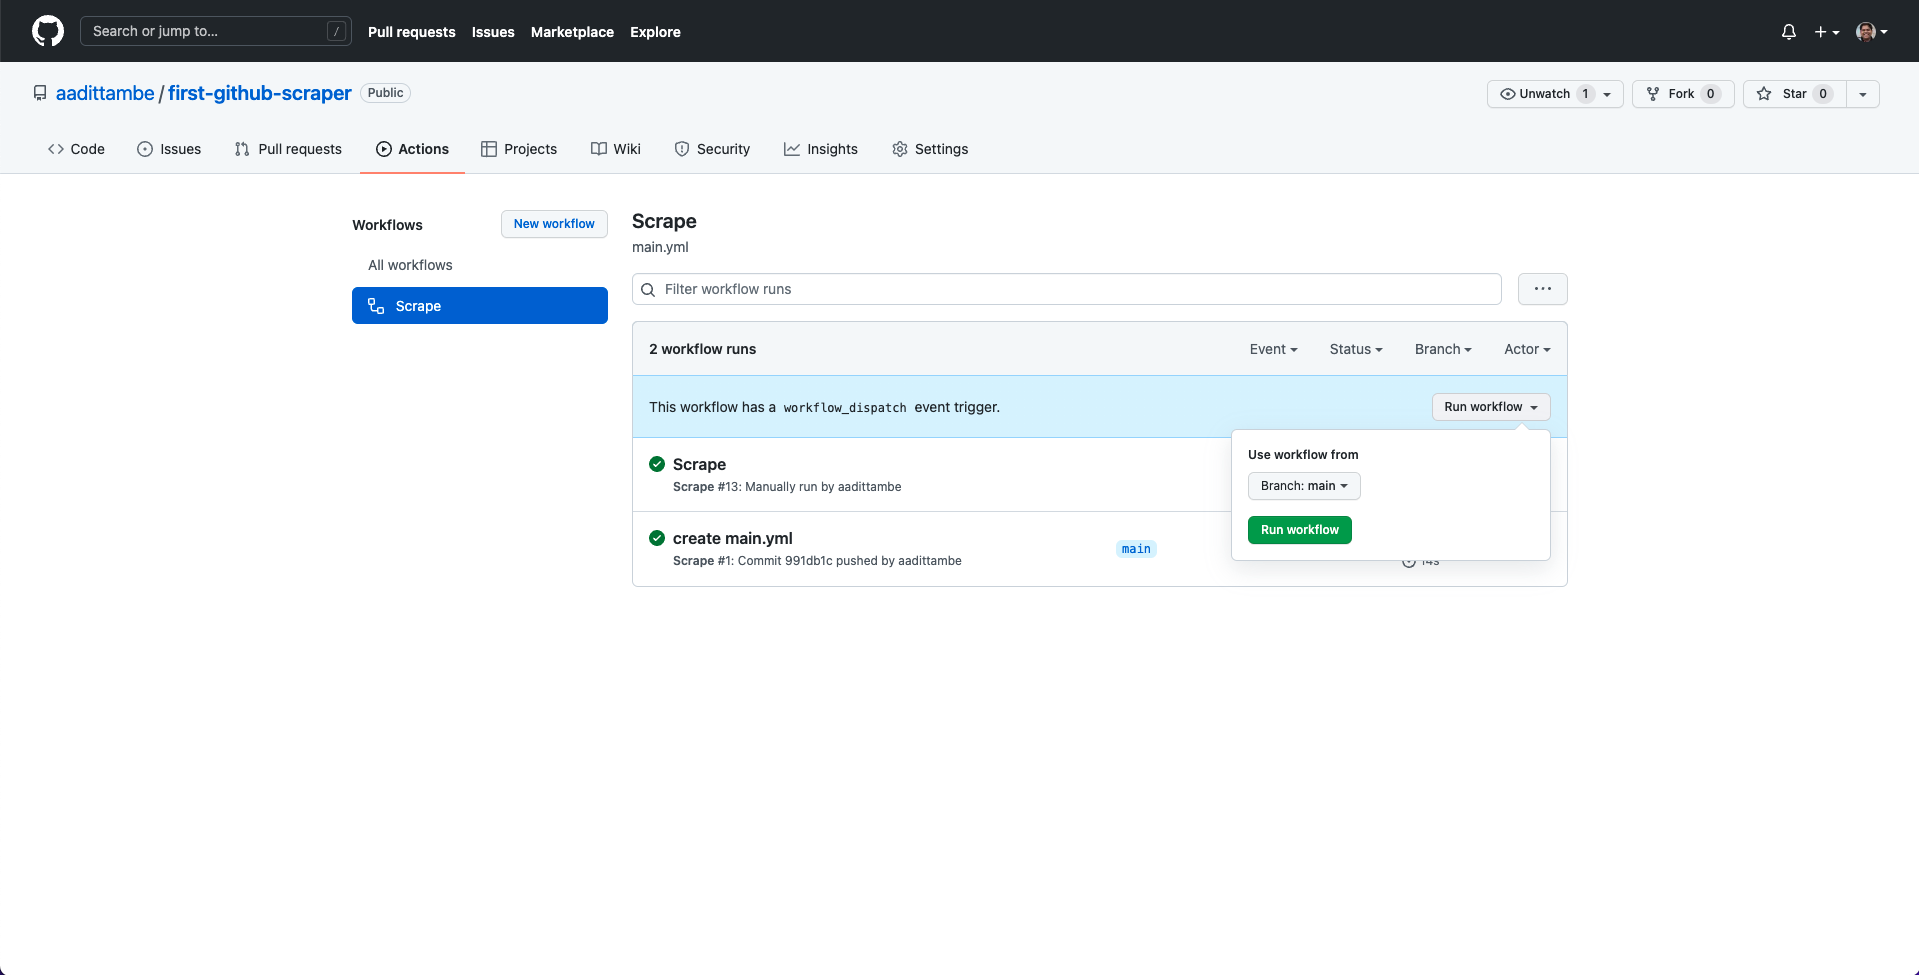 Search or jump to... /
Pull requests Issues Marketplace Explore
aadittambe / first-github-scraper Public
Unwatch 1 Fork 0 Star 0
Code Issues Pull requests Actions Projects Wiki Security Insights Settings
Workflows New workflow
All workflows
Scrape
Scrape
main.yml
Filter workflow runs
2 workflow runs Event Status Branch Actor
This workflow has a workflow_dispatch event trigger. Run workflow
Use workflow from
Branch: main
Run workflow
Scrape
Scrape #13: Manually run by aadittambe
create main.yml
Scrape #1: Commit 991db1c pushed by aadittambe
main
14s